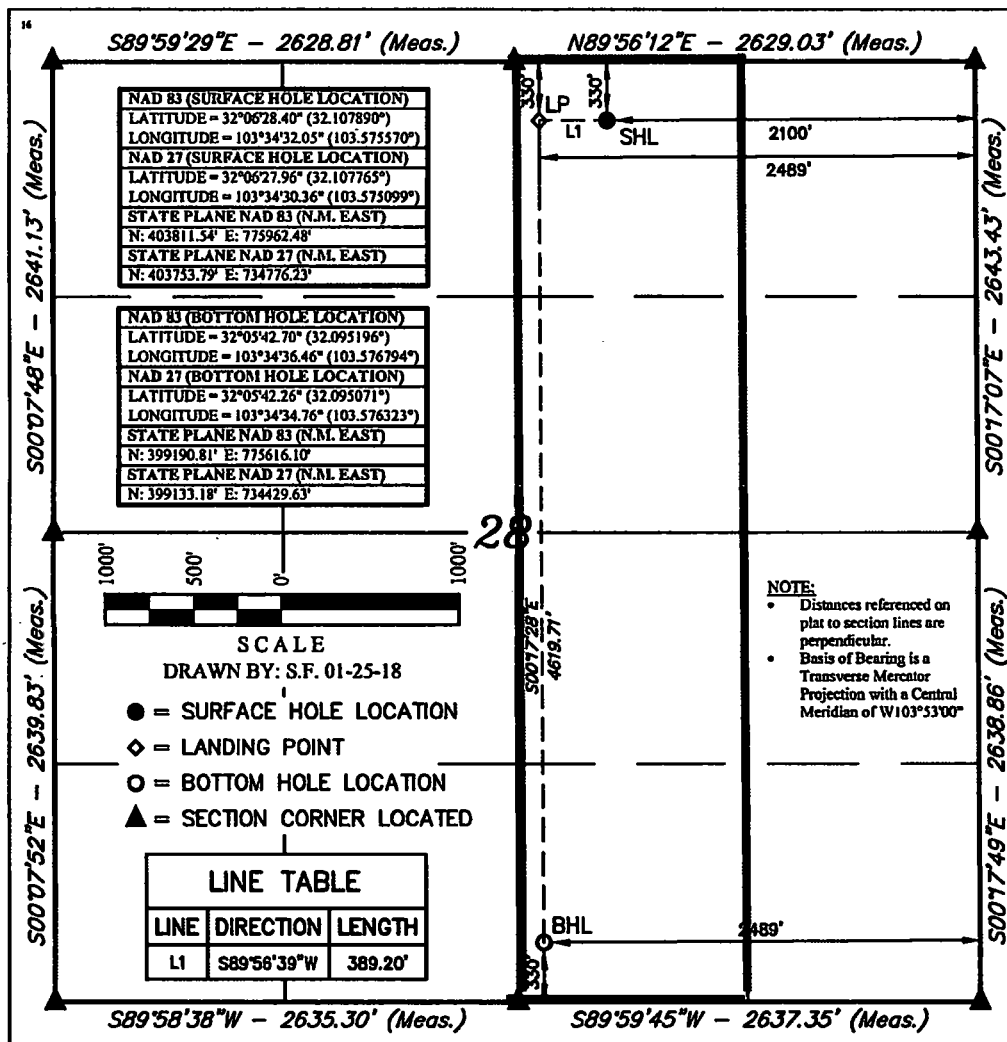 16
S89°59'29"E – 2628.81' (Meas.)
N89°56'12"E – 2629.03' (Meas.)
NAD 83 (SURFACE HOLE LOCATION)
LATITUDE = 32°06'28.40" (32.107890°)
LONGITUDE = 103°34'32.05" (103.575570°)
NAD 27 (SURFACE HOLE LOCATION)
LATITUDE = 32°06'27.96" (32.107765°)
LONGITUDE = 103°34'30.36" (103.575099°)
STATE PLANE NAD 83 (N.M. EAST)
N: 403811.54' E: 775962.48'
STATE PLANE NAD 27 (N.M. EAST)
N: 403753.79' E: 734776.23'
330'
LP
L1
330'
SHL
2100'
2489'
S00°07'48"E – 2641.13' (Meas.)
S00°17'07"E – 2643.43' (Meas.)
NAD 83 (BOTTOM HOLE LOCATION)
LATITUDE = 32°05'42.70" (32.095196°)
LONGITUDE = 103°34'36.46" (103.576794°)
NAD 27 (BOTTOM HOLE LOCATION)
LATITUDE = 32°05'42.26" (32.095071°)
LONGITUDE = 103°34'34.76" (103.576323°)
STATE PLANE NAD 83 (N.M. EAST)
N: 399190.81' E: 775616.10'
STATE PLANE NAD 27 (N.M. EAST)
N: 399133.18' E: 734429.63'
28
1000'
500'
0'
1000'
SCALE
DRAWN BY: S.F. 01-25-18
● = SURFACE HOLE LOCATION
◇ = LANDING POINT
○ = BOTTOM HOLE LOCATION
▲ = SECTION CORNER LOCATED
S00°17'28"E
4619.71'
NOTE:
• Distances referenced on
plat to section lines are
perpendicular.
• Basis of Bearing is a
Transverse Mercator
Projection with a Central
Meridian of W103°53'00"
S00°07'52"E – 2639.83' (Meas.)
S00°17'49"E – 2638.86' (Meas.)
LINE TABLE
LINE DIRECTION LENGTH
L1 S89°56'39"W 389.20'
BHL
2489'
330'
S89°58'38"W – 2635.30' (Meas.)
S89°59'45"W – 2637.35' (Meas.)